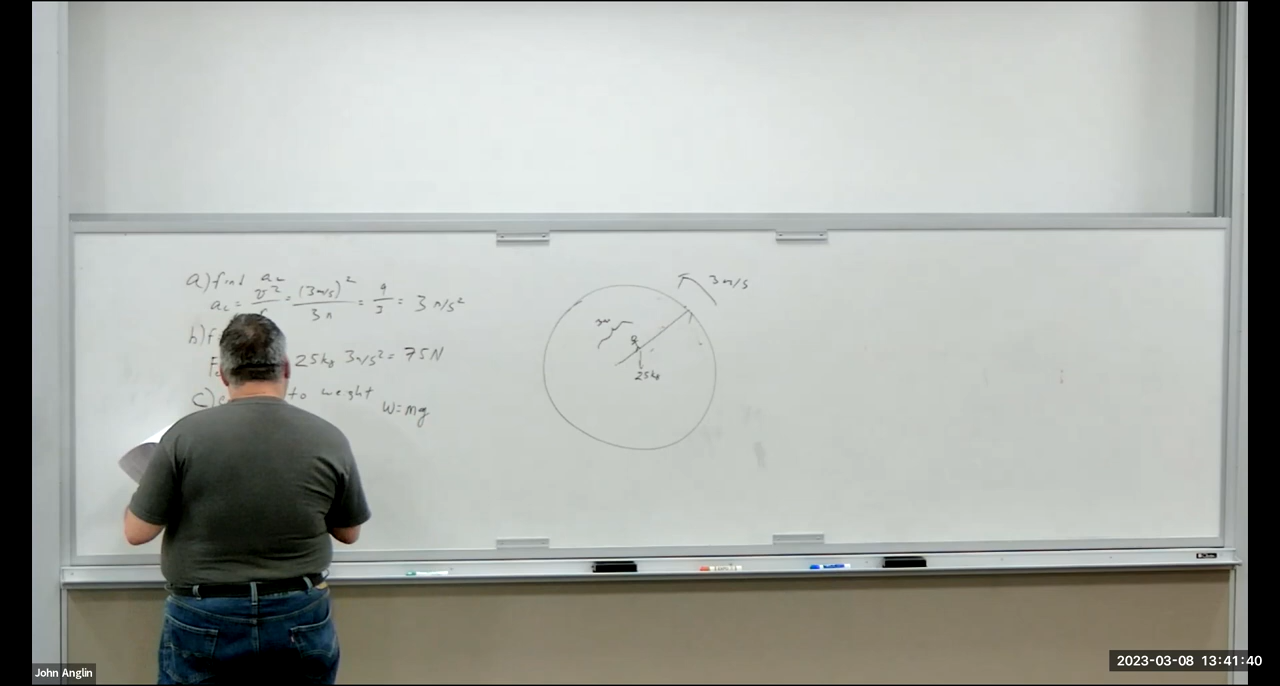 a) find ac
ac = v² = (3m/s)² = 9 = 3 m/s²
3m 3
b) f
F 25kg 3m/s² = 75N
c) to weight
W = mg
3m/s
3m
25kg
John Anglin
2023-03-08 13:41:40